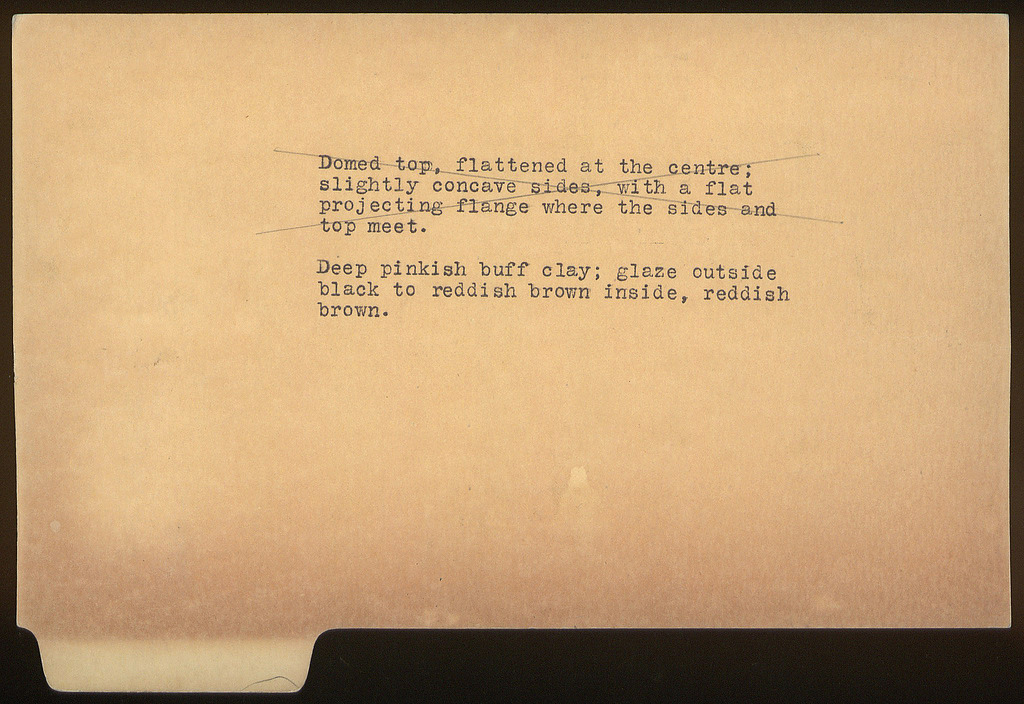 Domed top, flattened at the centre;
slightly concave sides, with a flat
projecting flange where the sides and
top meet.
Deep pinkish buff clay; glaze outside
black to reddish brown inside, reddish
brown.